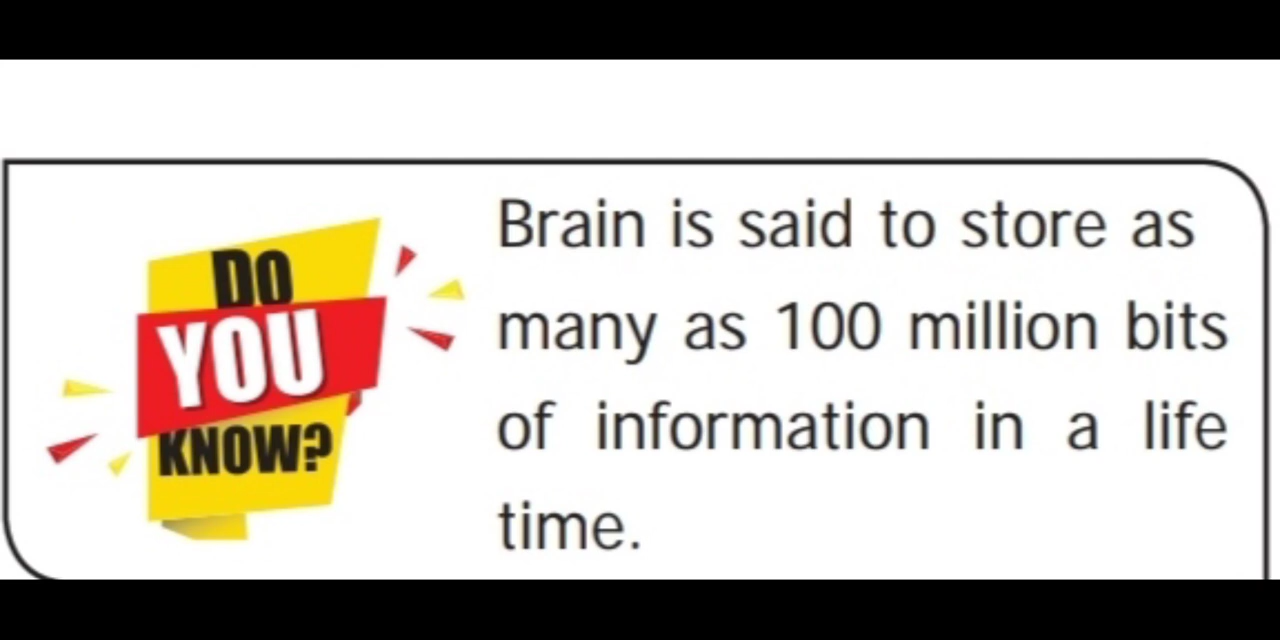 DO
YOU
KNOW?
Brain is said to store as
many as 100 million bits
of information in a life
time.